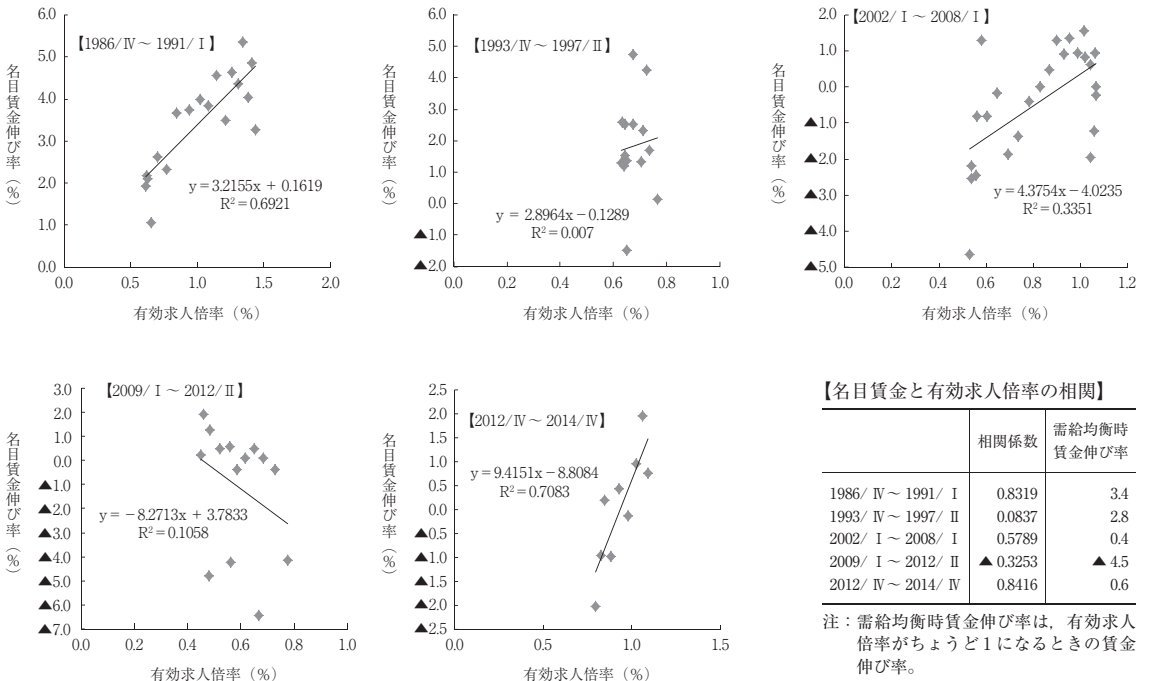 【1986/Ⅳ～1991/Ⅰ】
名目賃金伸び率（％）
6.0
5.0
4.0
3.0
2.0
1.0
0.0
y＝3.2155x＋0.1619
R²＝0.6921
0.0 0.5 1.0 1.5 2.0
有効求人倍率（％）
【1993/Ⅳ～1997/Ⅱ】
名目賃金伸び率（％）
6.0
5.0
4.0
3.0
2.0
1.0
0.0
▲1.0
▲2.0
y＝2.8964x－0.1289
R²＝0.007
0.0 0.2 0.4 0.6 0.8 1.0
有効求人倍率（％）
【2002/Ⅰ～2008/Ⅰ】
名目賃金伸び率（％）
2.0
1.0
0.0
▲1.0
▲2.0
▲3.0
▲4.0
▲5.0
y＝4.3754x－4.0235
R²＝0.3351
0.0 0.2 0.4 0.6 0.8 1.0 1.2
有効求人倍率（％）
【2009/Ⅰ～2012/Ⅱ】
名目賃金伸び率（％）
3.0
2.0
1.0
0.0
▲1.0
▲2.0
▲3.0
▲4.0
▲5.0
▲6.0
▲7.0
y＝－8.2713x＋3.7833
R²＝0.1058
0.0 0.2 0.4 0.6 0.8 1.0
有効求人倍率（％）
【2012/Ⅳ～2014/Ⅳ】
名目賃金伸び率（％）
2.5
2.0
1.5
1.0
0.5
0.0
▲0.5
▲1.0
▲1.5
▲2.0
▲2.5
y＝9.4151x－8.8084
R²＝0.7083
0.0 0.5 1.0 1.5
有効求人倍率（％）
【名目賃金と有効求人倍率の相関】
相関係数 需給均衡時賃金伸び率
1986/Ⅳ～1991/Ⅰ 0.8319 3.4
1993/Ⅳ～1997/Ⅱ 0.0837 2.8
2002/Ⅰ～2008/Ⅰ 0.5789 0.4
2009/Ⅰ～2012/Ⅱ ▲0.3253 ▲4.5
2012/Ⅳ～2014/Ⅳ 0.8416 0.6
注：需給均衡時賃金伸び率は，有効求人
倍率がちょうど１になるときの賃金
伸び率。